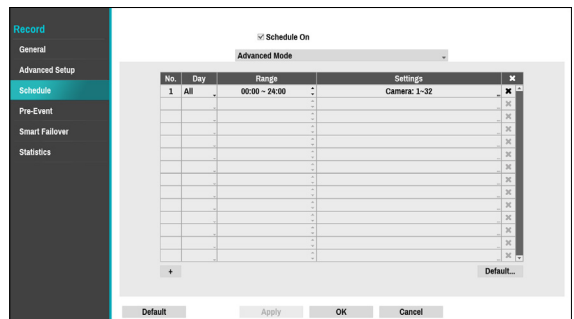 Record
General
Advanced Setup
Schedule
Pre-Event
Smart Failover
Statistics
Schedule On
Advanced Mode
No. Day Range Settings
1 All 00:00 ~ 24:00 Camera: 1~32
+ Default...
Default Apply OK Cancel